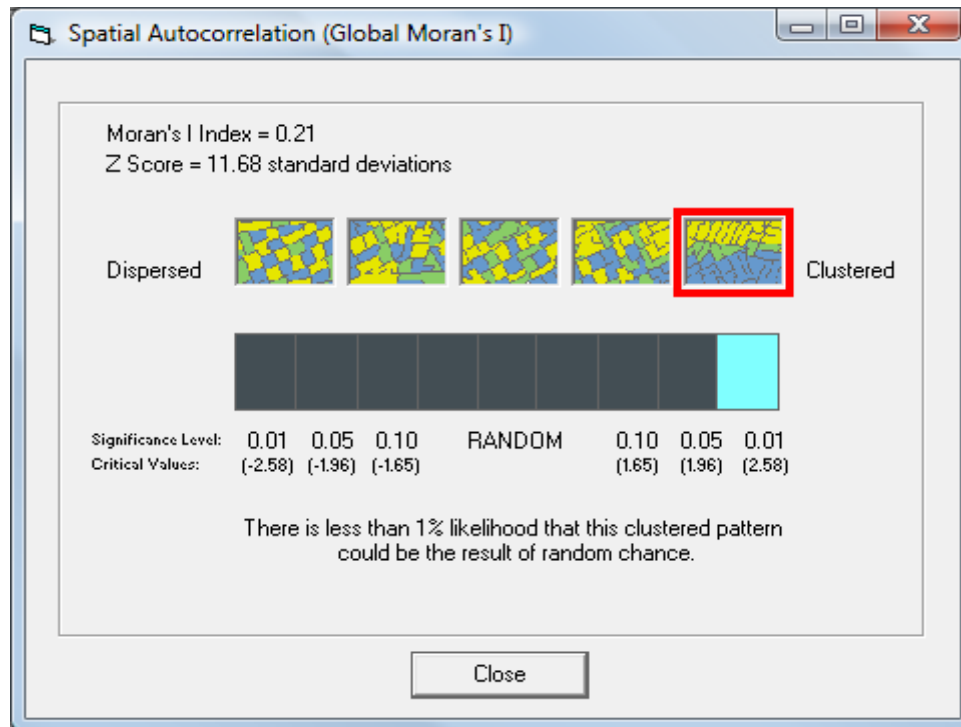 Spatial Autocorrelation (Global Moran's I)
Moran's I Index = 0.21
Z Score = 11.68 standard deviations
Dispersed
Clustered
Significance Level: 0.01 0.05 0.10 RANDOM 0.10 0.05 0.01
Critical Values: (-2.58) (-1.96) (-1.65) (1.65) (1.96) (2.58)
There is less than 1% likelihood that this clustered pattern
could be the result of random chance.
Close